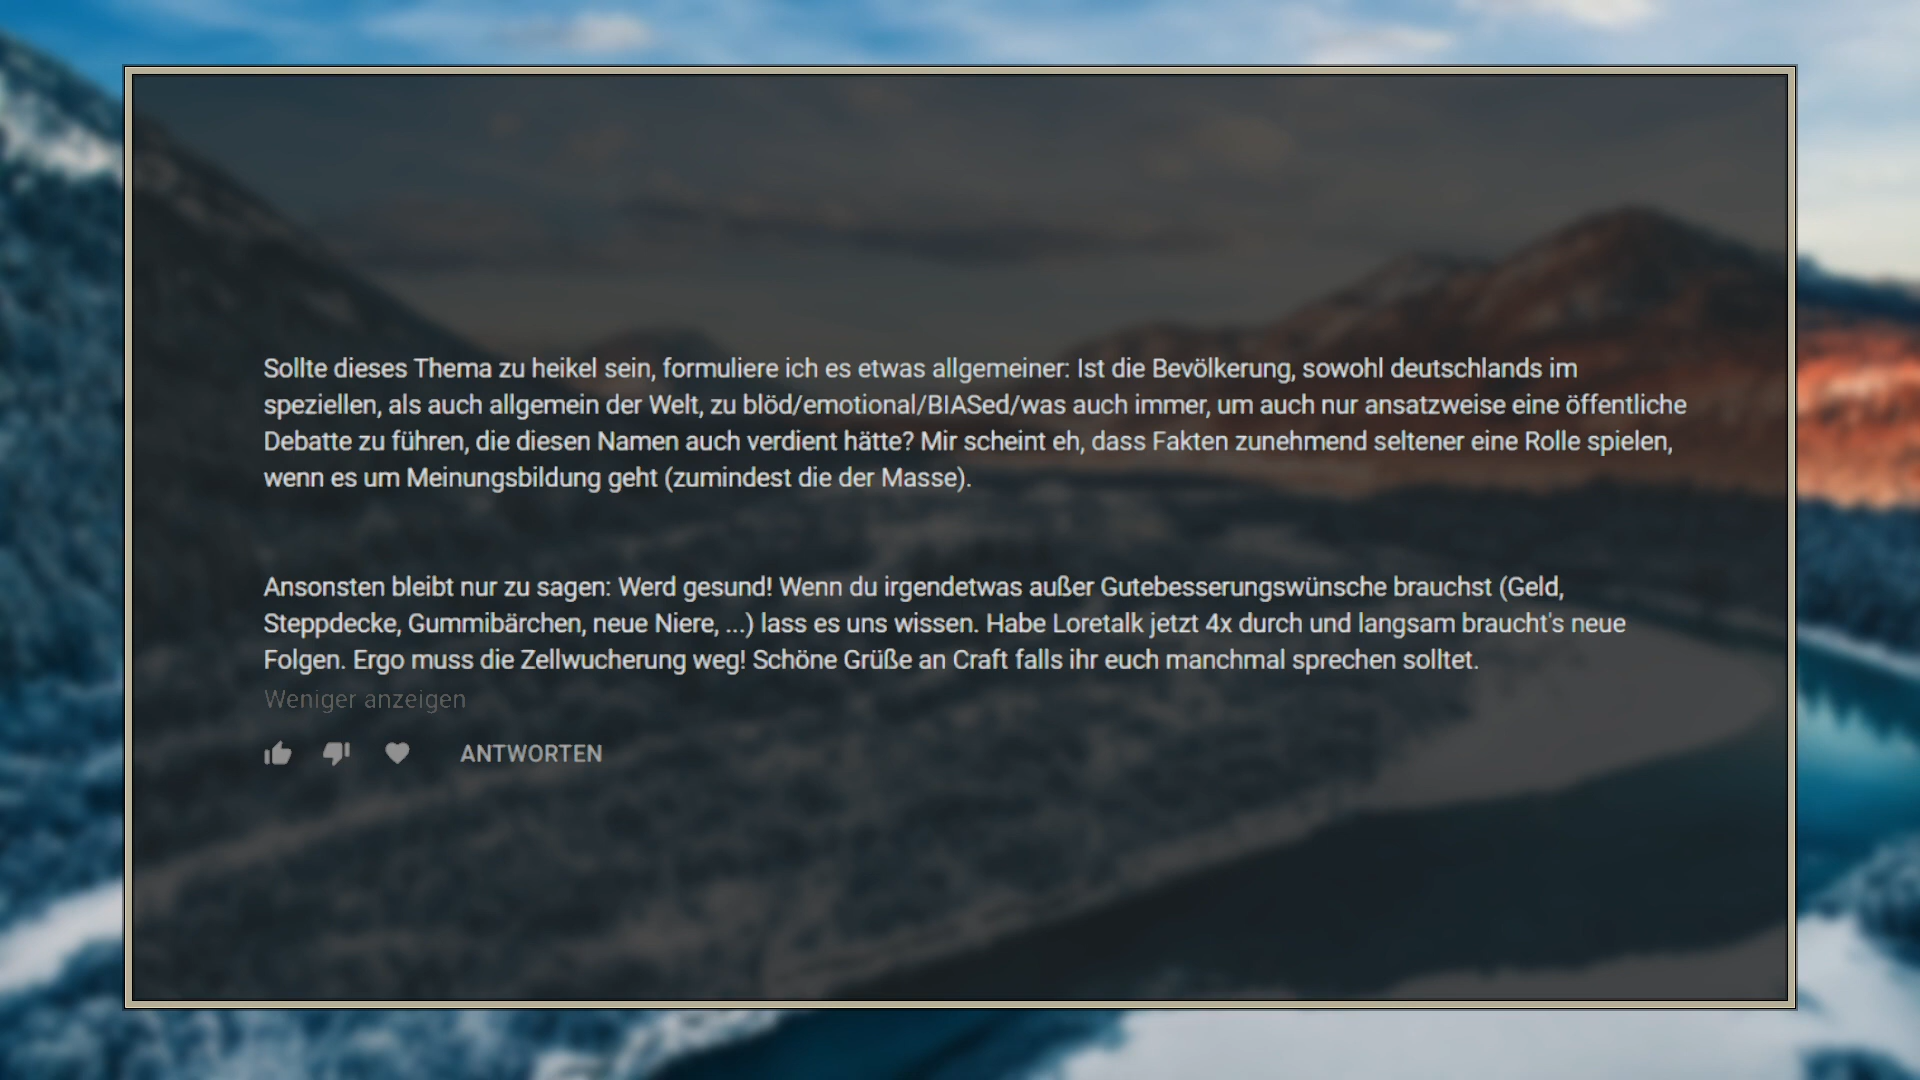 Sollte dieses Thema zu heikel sein, formuliere ich es etwas allgemeiner: Ist die Bevölkerung, sowohl deutschlands im
speziellen, als auch allgemein der Welt, zu blöd/emotional/BIASed/was auch immer, um auch nur ansatzweise eine öffentliche
Debatte zu führen, die diesen Namen auch verdient hätte? Mir scheint eh, dass Fakten zunehmend seltener eine Rolle spielen,
wenn es um Meinungsbildung geht (zumindest die der Masse).
Ansonsten bleibt nur zu sagen: Werd gesund! Wenn du irgendetwas außer Gutebesserungswünsche brauchst (Geld,
Steppdecke, Gummibärchen, neue Niere, ...) lass es uns wissen. Habe Loretalk jetzt 4x durch und langsam braucht's neue
Folgen. Ergo muss die Zellwucherung weg! Schöne Grüße an Craft falls ihr euch manchmal sprechen solltet.
Weniger anzeigen
ANTWORTEN